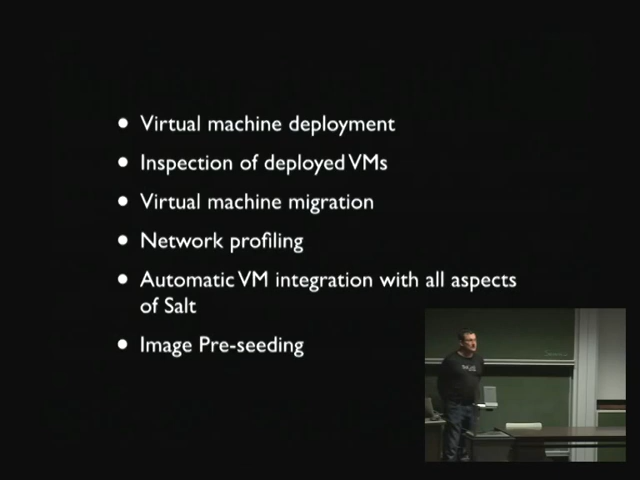 Virtual machine deployment
Inspection of deployed VMs
Virtual machine migration
Network profiling
Automatic VM integration with all aspects
of Salt
Image Pre-seeding